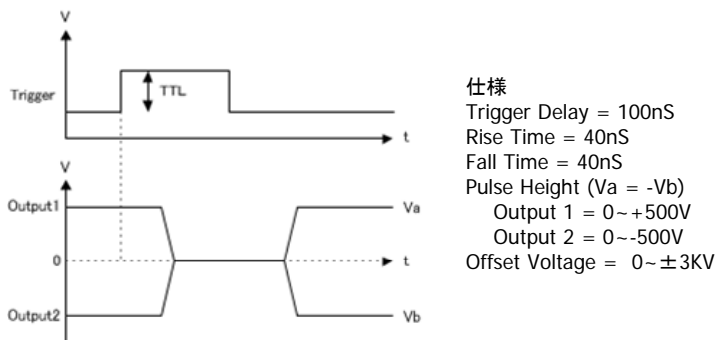 V
Trigger
TTL
t
V
Output1
Va
0
t
Output2
Vb
仕様
Trigger Delay = 100nS
Rise Time = 40nS
Fall Time = 40nS
Pulse Height (Va = -Vb)
Output 1 = 0~+500V
Output 2 = 0~-500V
Offset Voltage = 0~±3KV